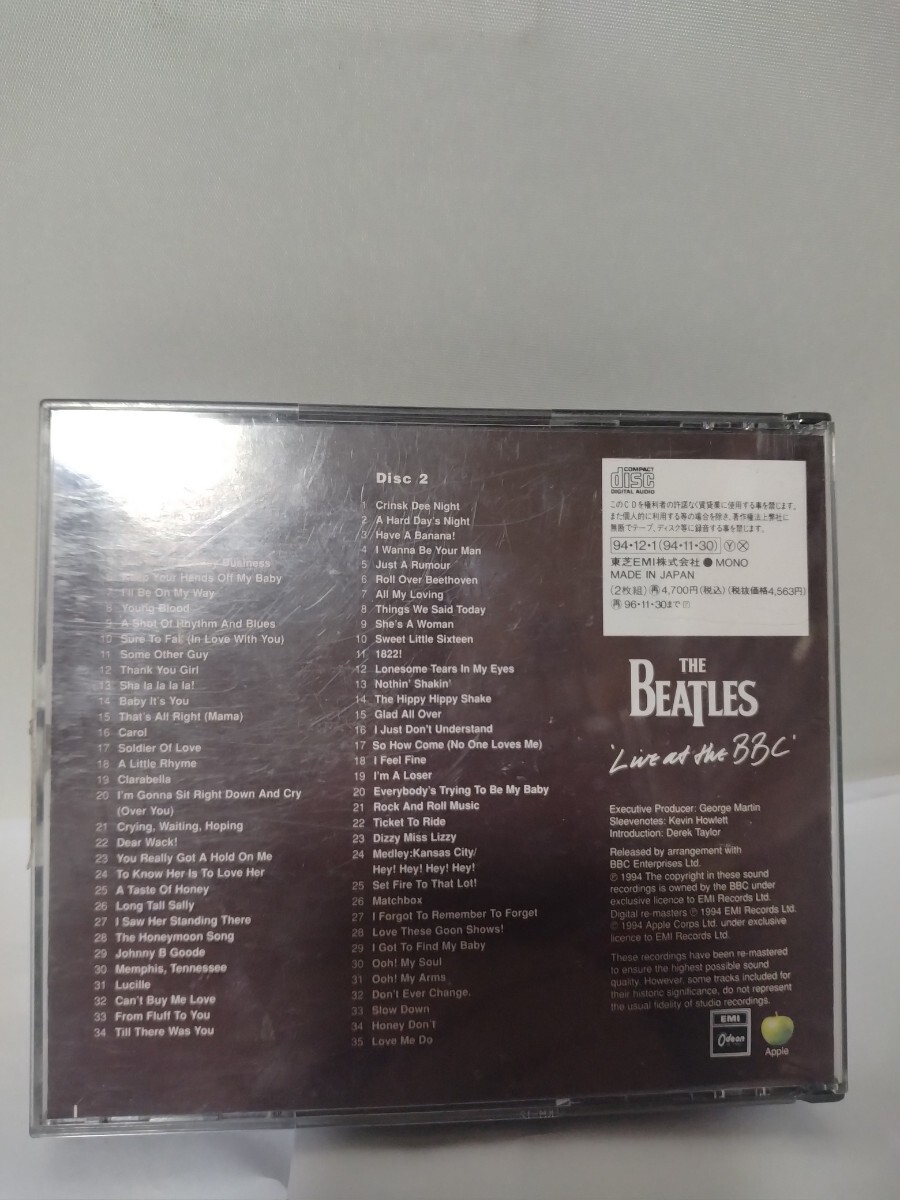 Business
Keep Your Hands Off My Baby
7 I'll Be On My Way
8 Young Blood
9 A Shot Of Rhythm And Blues
10 Sure To Fall (In Love With You)
11 Some Other Guy
12 Thank You Girl
13 Sha la la la la!
14 Baby It's You
15 That's All Right (Mama)
16 Carol
17 Soldier Of Love
18 A Little Rhyme
19 Clarabella
20 I'm Gonna Sit Right Down And Cry
(Over You)
21 Crying, Waiting, Hoping
22 Dear Wack!
23 You Really Got A Hold On Me
24 To Know Her Is To Love Her
25 A Taste Of Honey
26 Long Tall Sally
27 I Saw Her Standing There
28 The Honeymoon Song
29 Johnny B Goode
30 Memphis, Tennessee
31 Lucille
32 Can't Buy Me Love
33 From Fluff To You
34 Till There Was You
Disc 2
1 Crinsk Dee Night
2 A Hard Day's Night
3 Have A Banana!
4 I Wanna Be Your Man
5 Just A Rumour
6 Roll Over Beethoven
7 All My Loving
8 Things We Said Today
9 She's A Woman
10 Sweet Little Sixteen
11 1822!
12 Lonesome Tears In My Eyes
13 Nothin' Shakin'
14 The Hippy Hippy Shake
15 Glad All Over
16 I Just Don't Understand
17 So How Come (No One Loves Me)
18 I Feel Fine
19 I'm A Loser
20 Everybody's Trying To Be My Baby
21 Rock And Roll Music
22 Ticket To Ride
23 Dizzy Miss Lizzy
24 Medley:Kansas City/
Hey! Hey! Hey! Hey!
25 Set Fire To That Lot!
26 Matchbox
27 I Forgot To Remember To Forget
28 Love These Goon Shows!
29 I Got To Find My Baby
30 Ooh! My Soul
31 Ooh! My Arms
32 Don't Ever Change.
33 Slow Down
34 Honey Don't
35 Love Me Do
COMPACT
disc
DIGITAL AUDIO
このCDを権利者の許諾なく賃貸業に使用する事を禁じます。
また個人的に利用する等の場合を除き、著作権法上弊社に
無断でテープ、ディスク等に録音する事を禁じます。
94・12・1(94・11・30) Ⓨ Ⓧ
東芝EMI株式会社 ● MONO
MADE IN JAPAN
(2枚組) 再 4,700円(税込) (税抜価格4,563円)
再 96・11・30まで
THE
BEATLES
'Live at the BBC'
Executive Producer: George Martin
Sleevenotes: Kevin Howlett
Introduction: Derek Taylor
Released by arrangement with
BBC Enterprises Ltd.
℗ 1994 The copyright in these sound
recordings is owned by the BBC under
exclusive licence to EMI Records Ltd.
Digital re-masters ℗ 1994 EMI Records Ltd.
© 1994 Apple Corps Ltd. under exclusive
licence to EMI Records Ltd.
These recordings have been re-mastered
to ensure the highest possible sound
quality. However, some tracks included for
their historic significance, do not represent
the usual fidelity of studio recordings.
EMI
Odeon
Apple